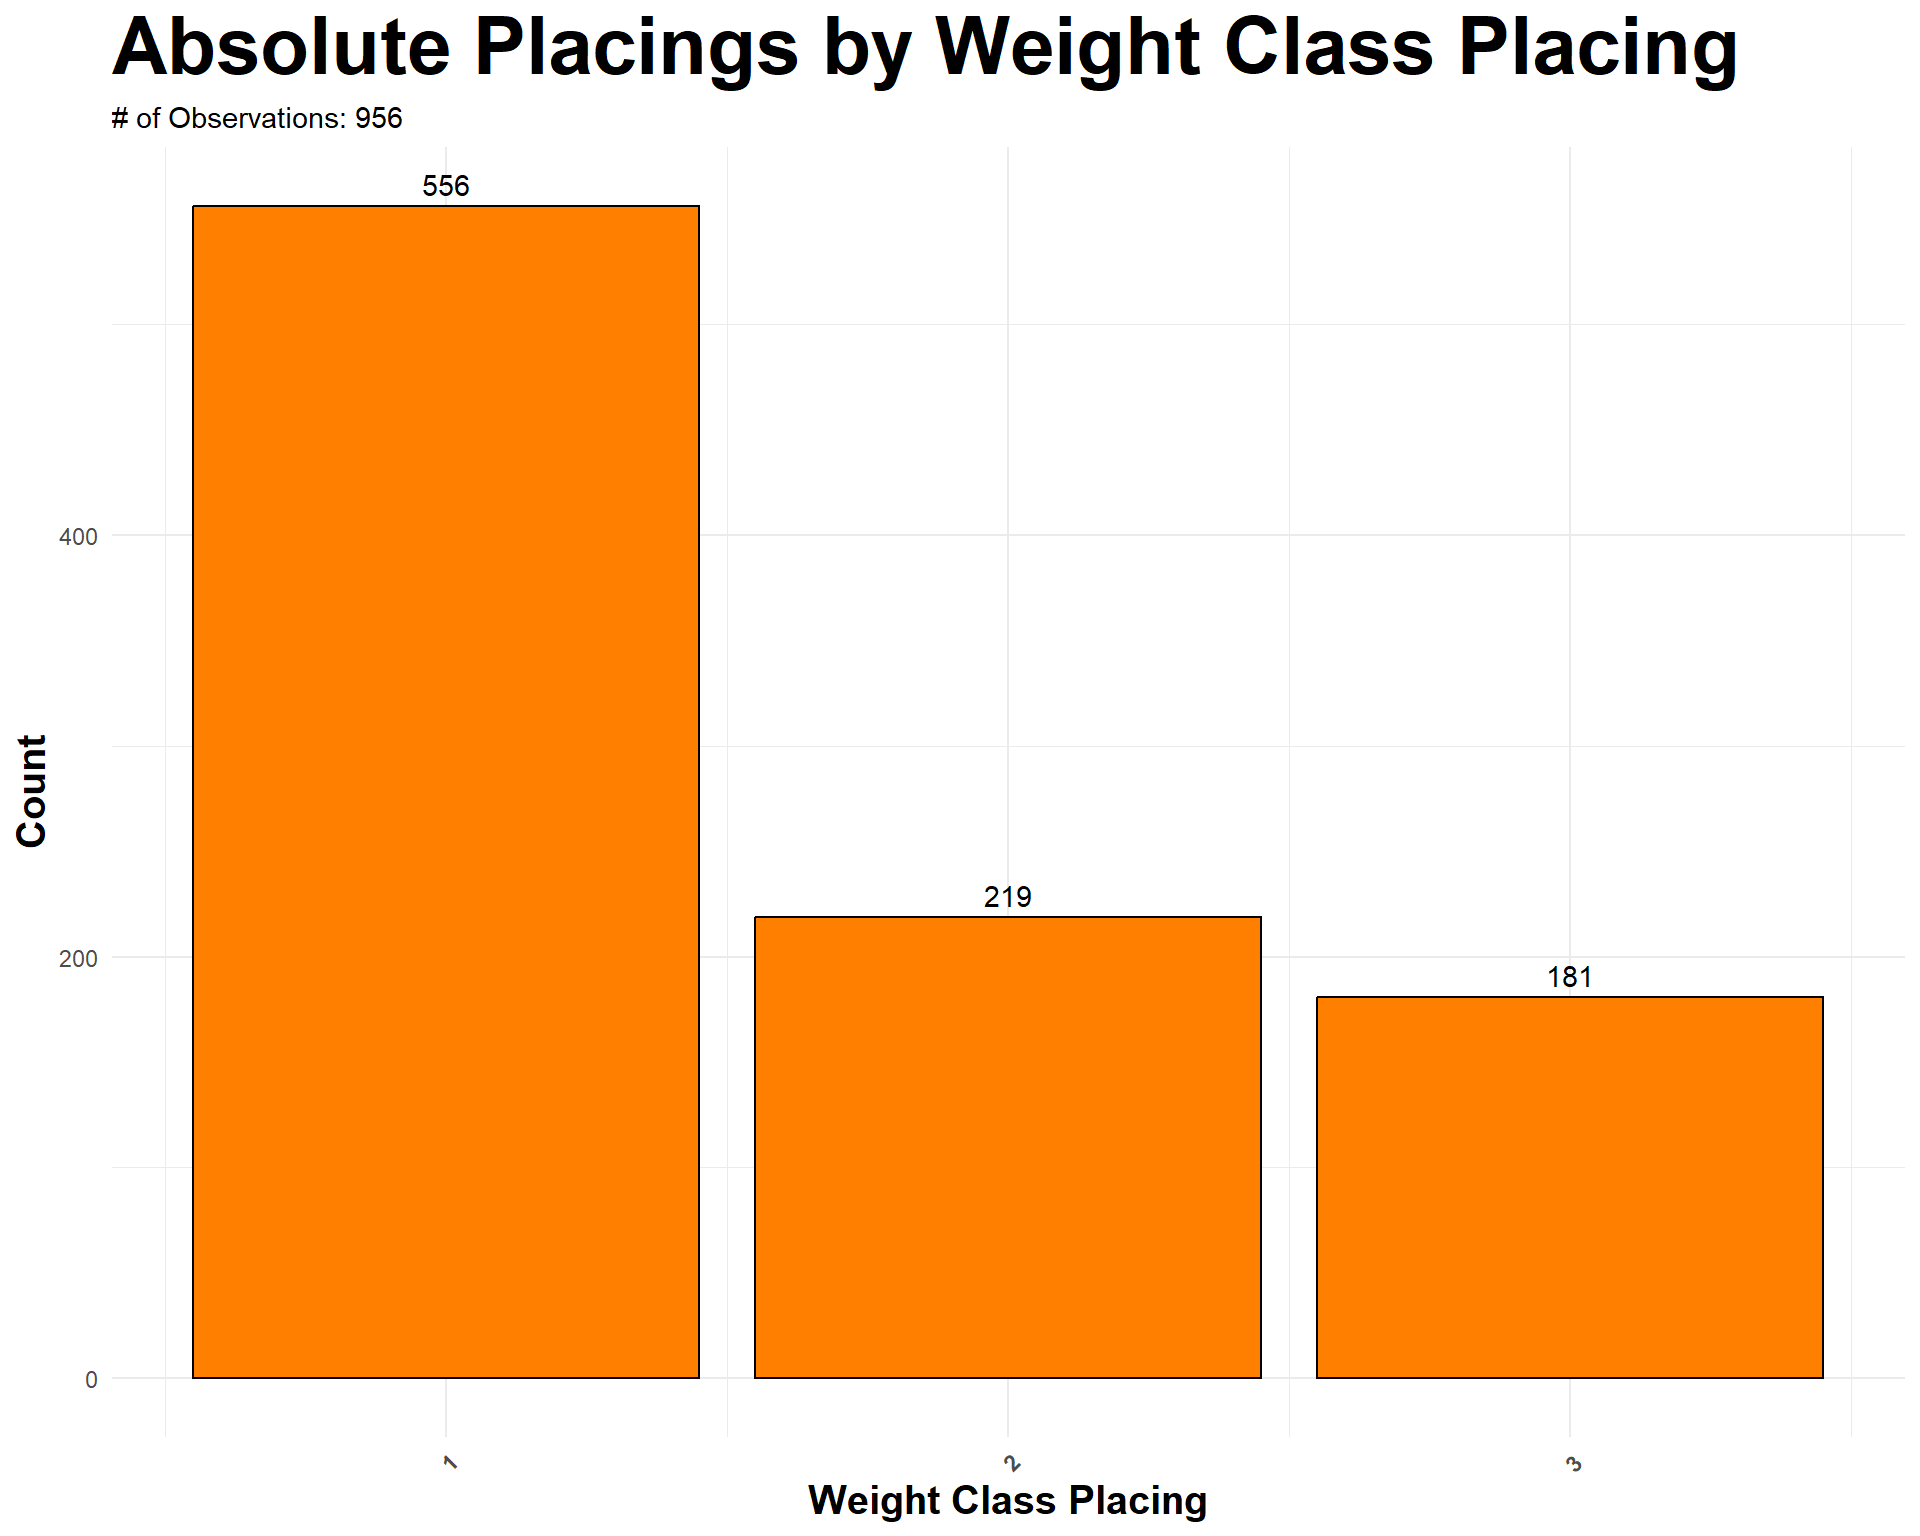 Absolute Placings by Weight Class Placing
# of Observations: 956
556
400
Count
219
200
181
0
1
2
3
Weight Class Placing